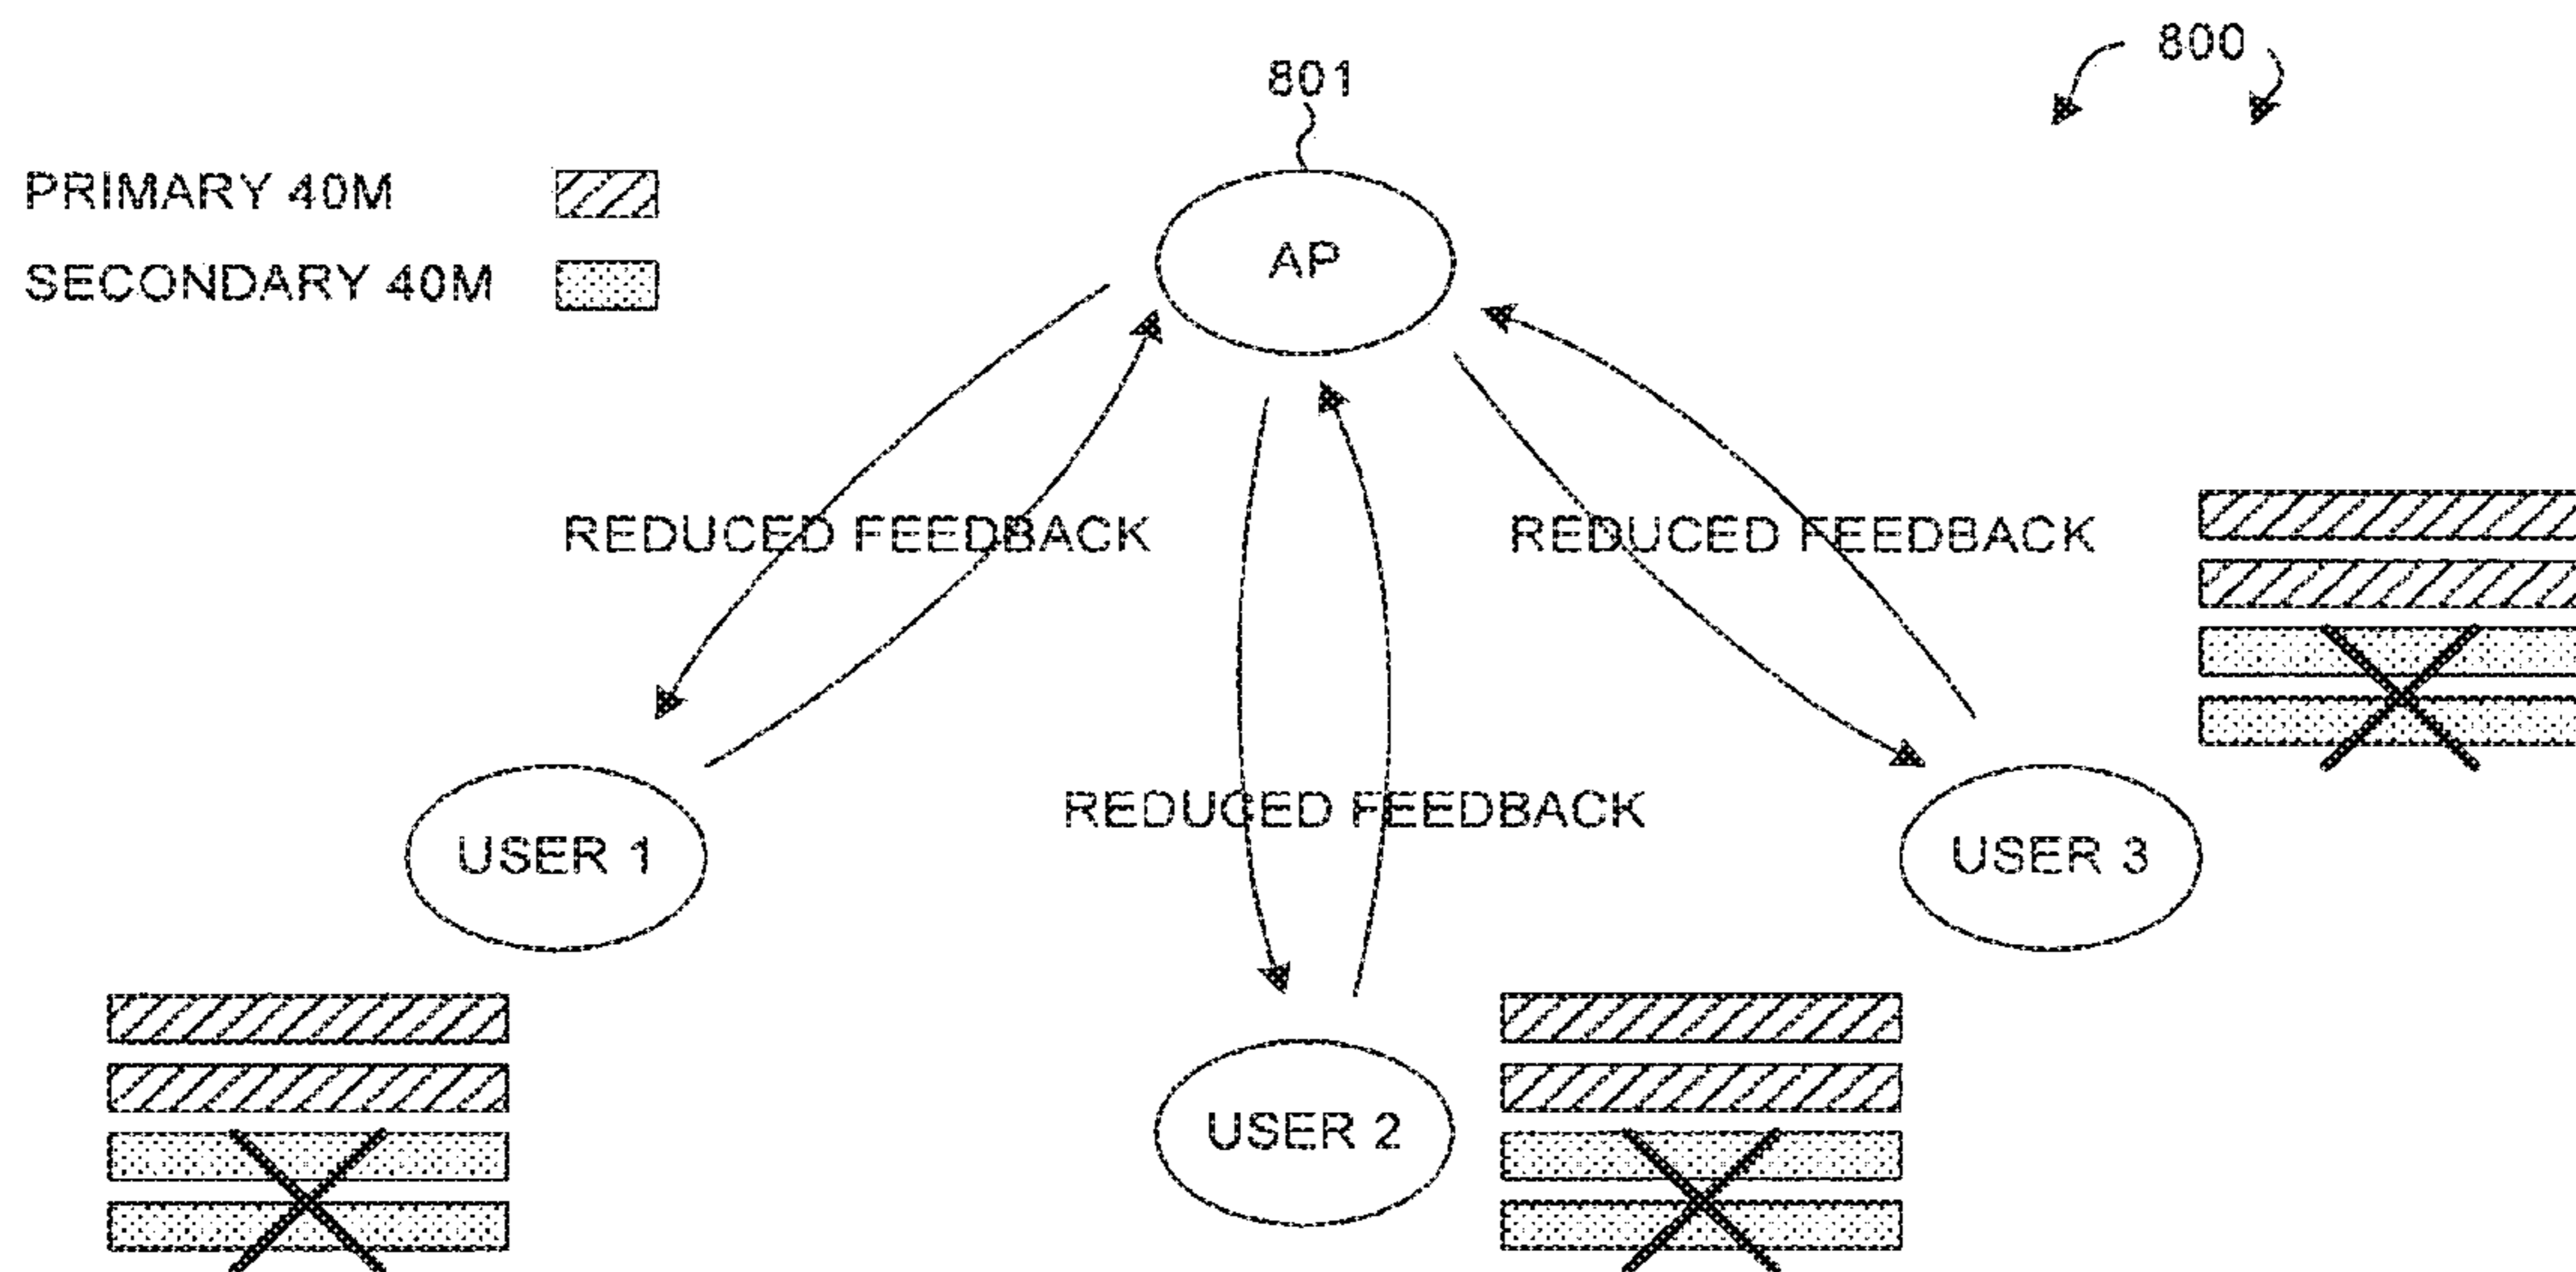 800
801
PRIMARY 40M
SECONDARY 40M
AP
REDUCED FEEDBACK
REDUCED FEEDBACK
REDUCED FEEDBACK
USER 1
USER 3
USER 2